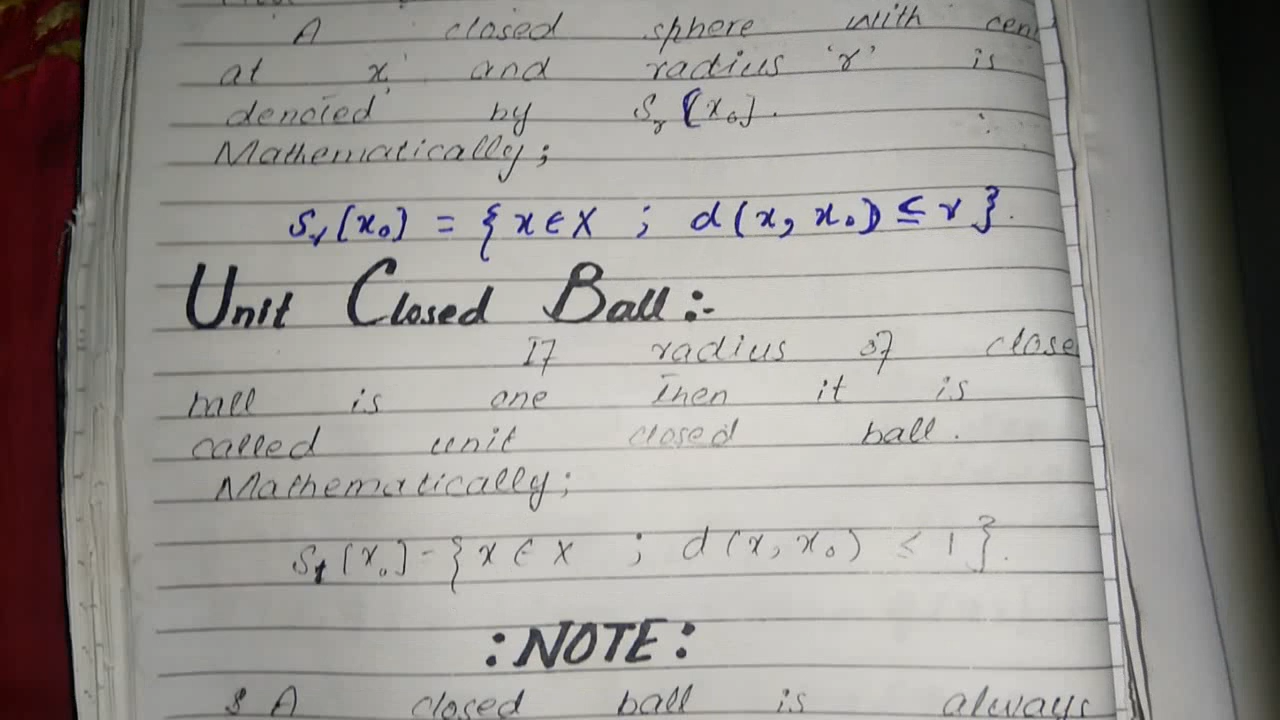 A closed sphere with cen
at x, and radius 'r' is
denoted by Sᵣ[x₀].
Mathematically;
Sᵣ[x₀] = {x ∈ X ; d(x, x₀) ≤ r}.
Unit Closed Ball :-
If radius of close
ball is one then it is
called unit closed ball.
Mathematically;
S₁[x₀] = {x ∈ X ; d(x, x₀) ≤ 1}.
:NOTE:
A closed ball is always